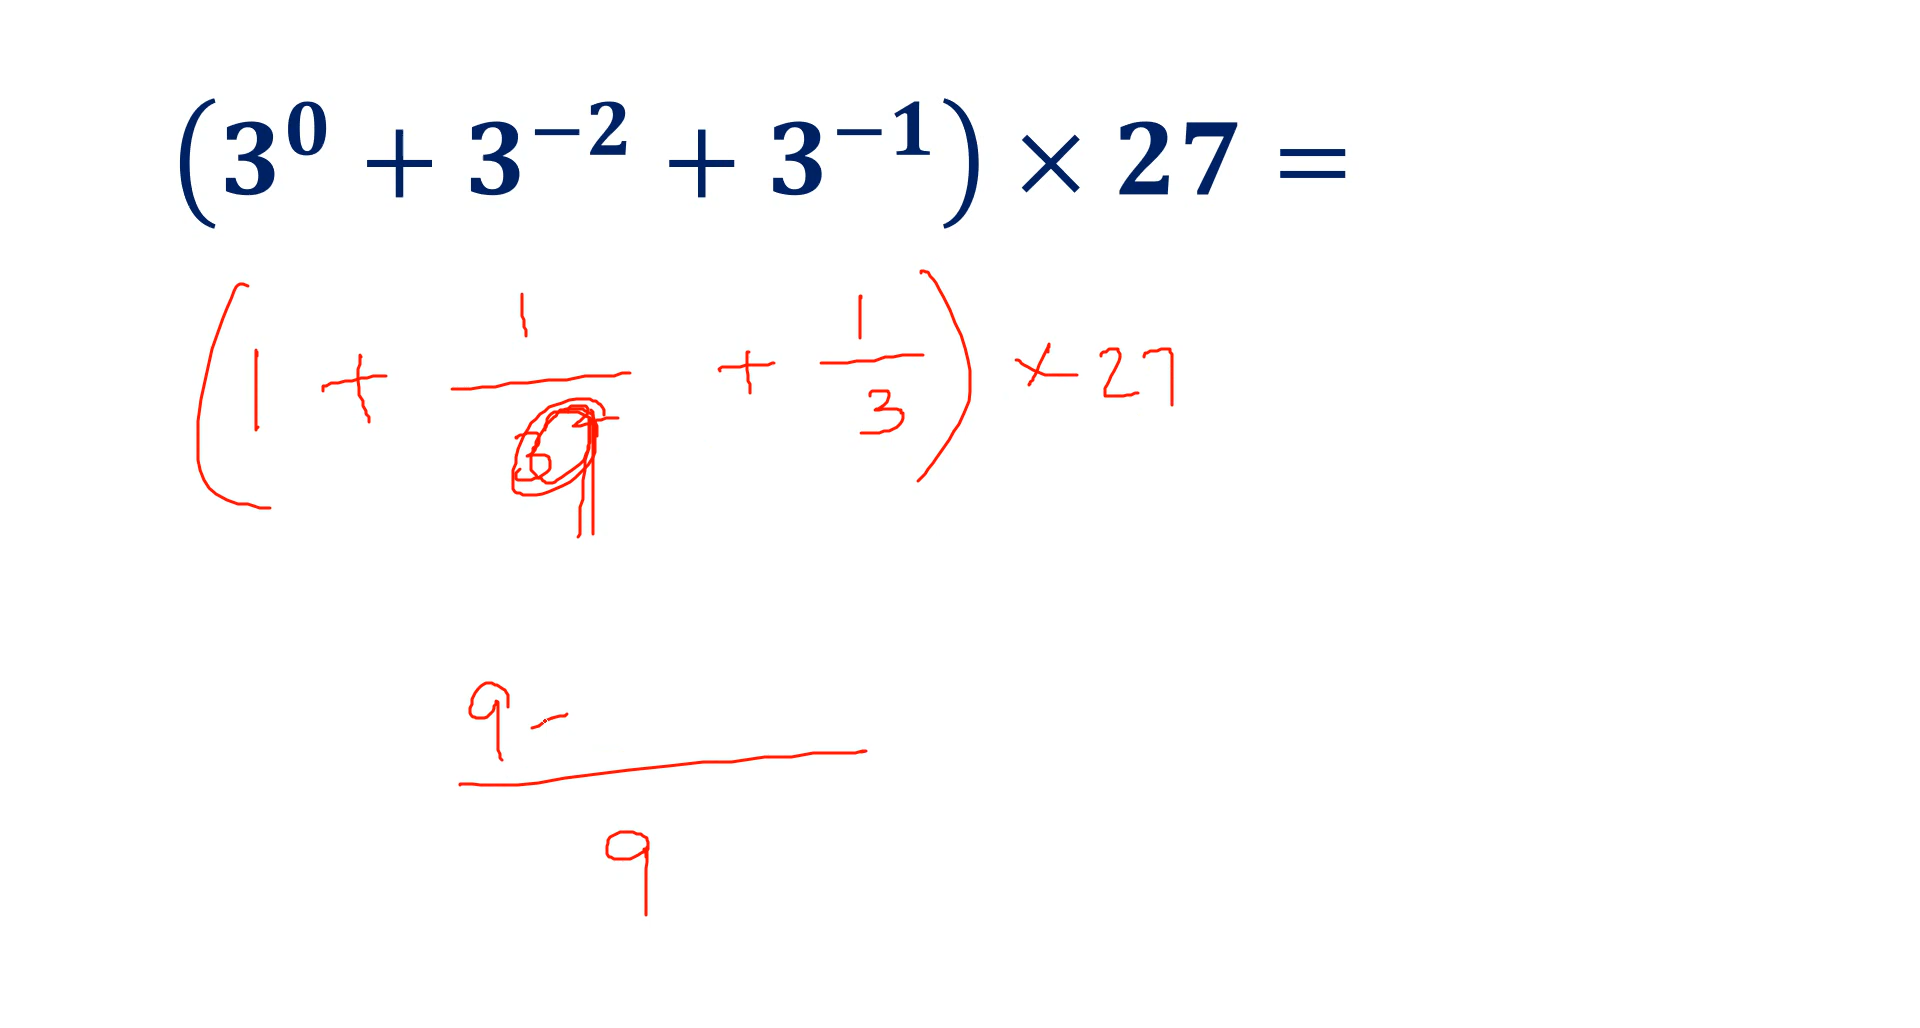 (3⁰ + 3⁻² + 3⁻¹) × 27 =
(1 + 1/9 + 1/3) × 27
9 -
9